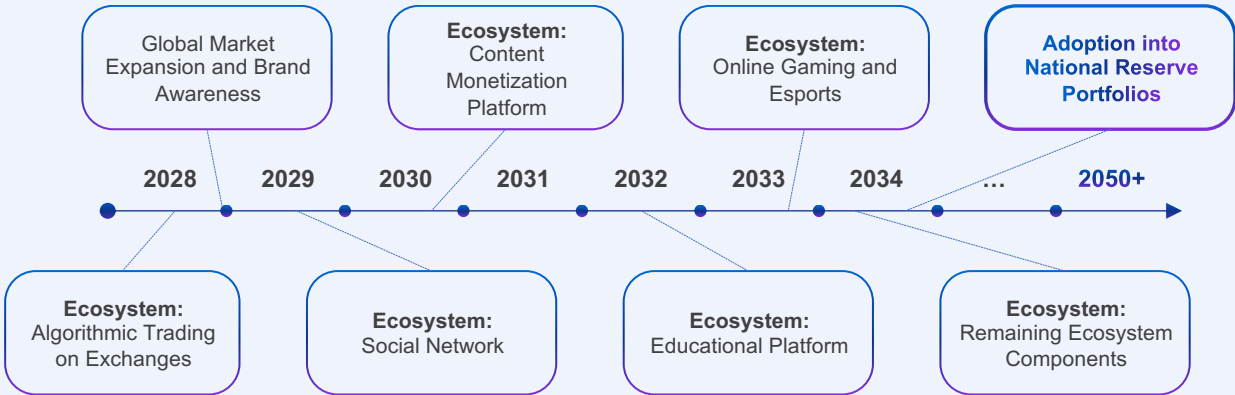 Global Market
Expansion and Brand
Awareness
Ecosystem:
Content
Monetization
Platform
Ecosystem:
Online Gaming and
Esports
Adoption into
National Reserve
Portfolios
2028
2029
2030
2031
2032
2033
2034
...
2050+
Ecosystem:
Algorithmic Trading
on Exchanges
Ecosystem:
Social Network
Ecosystem:
Educational Platform
Ecosystem:
Remaining Ecosystem
Components